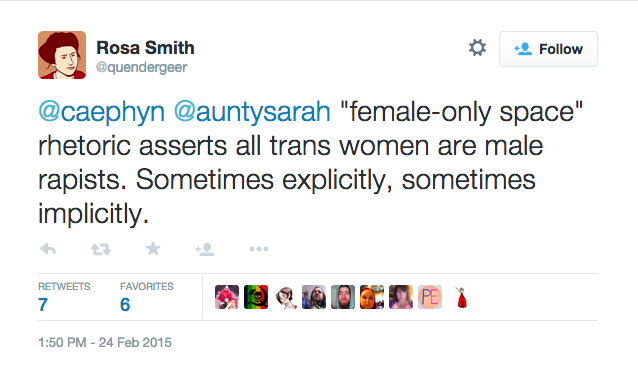 Rosa Smith
@quendergeer
Follow
@caephyn @auntysarah "female-only space"
rhetoric asserts all trans women are male
rapists. Sometimes explicitly, sometimes
implicitly.
RETWEETS FAVORITES
7 6
PE
1:50 PM - 24 Feb 2015